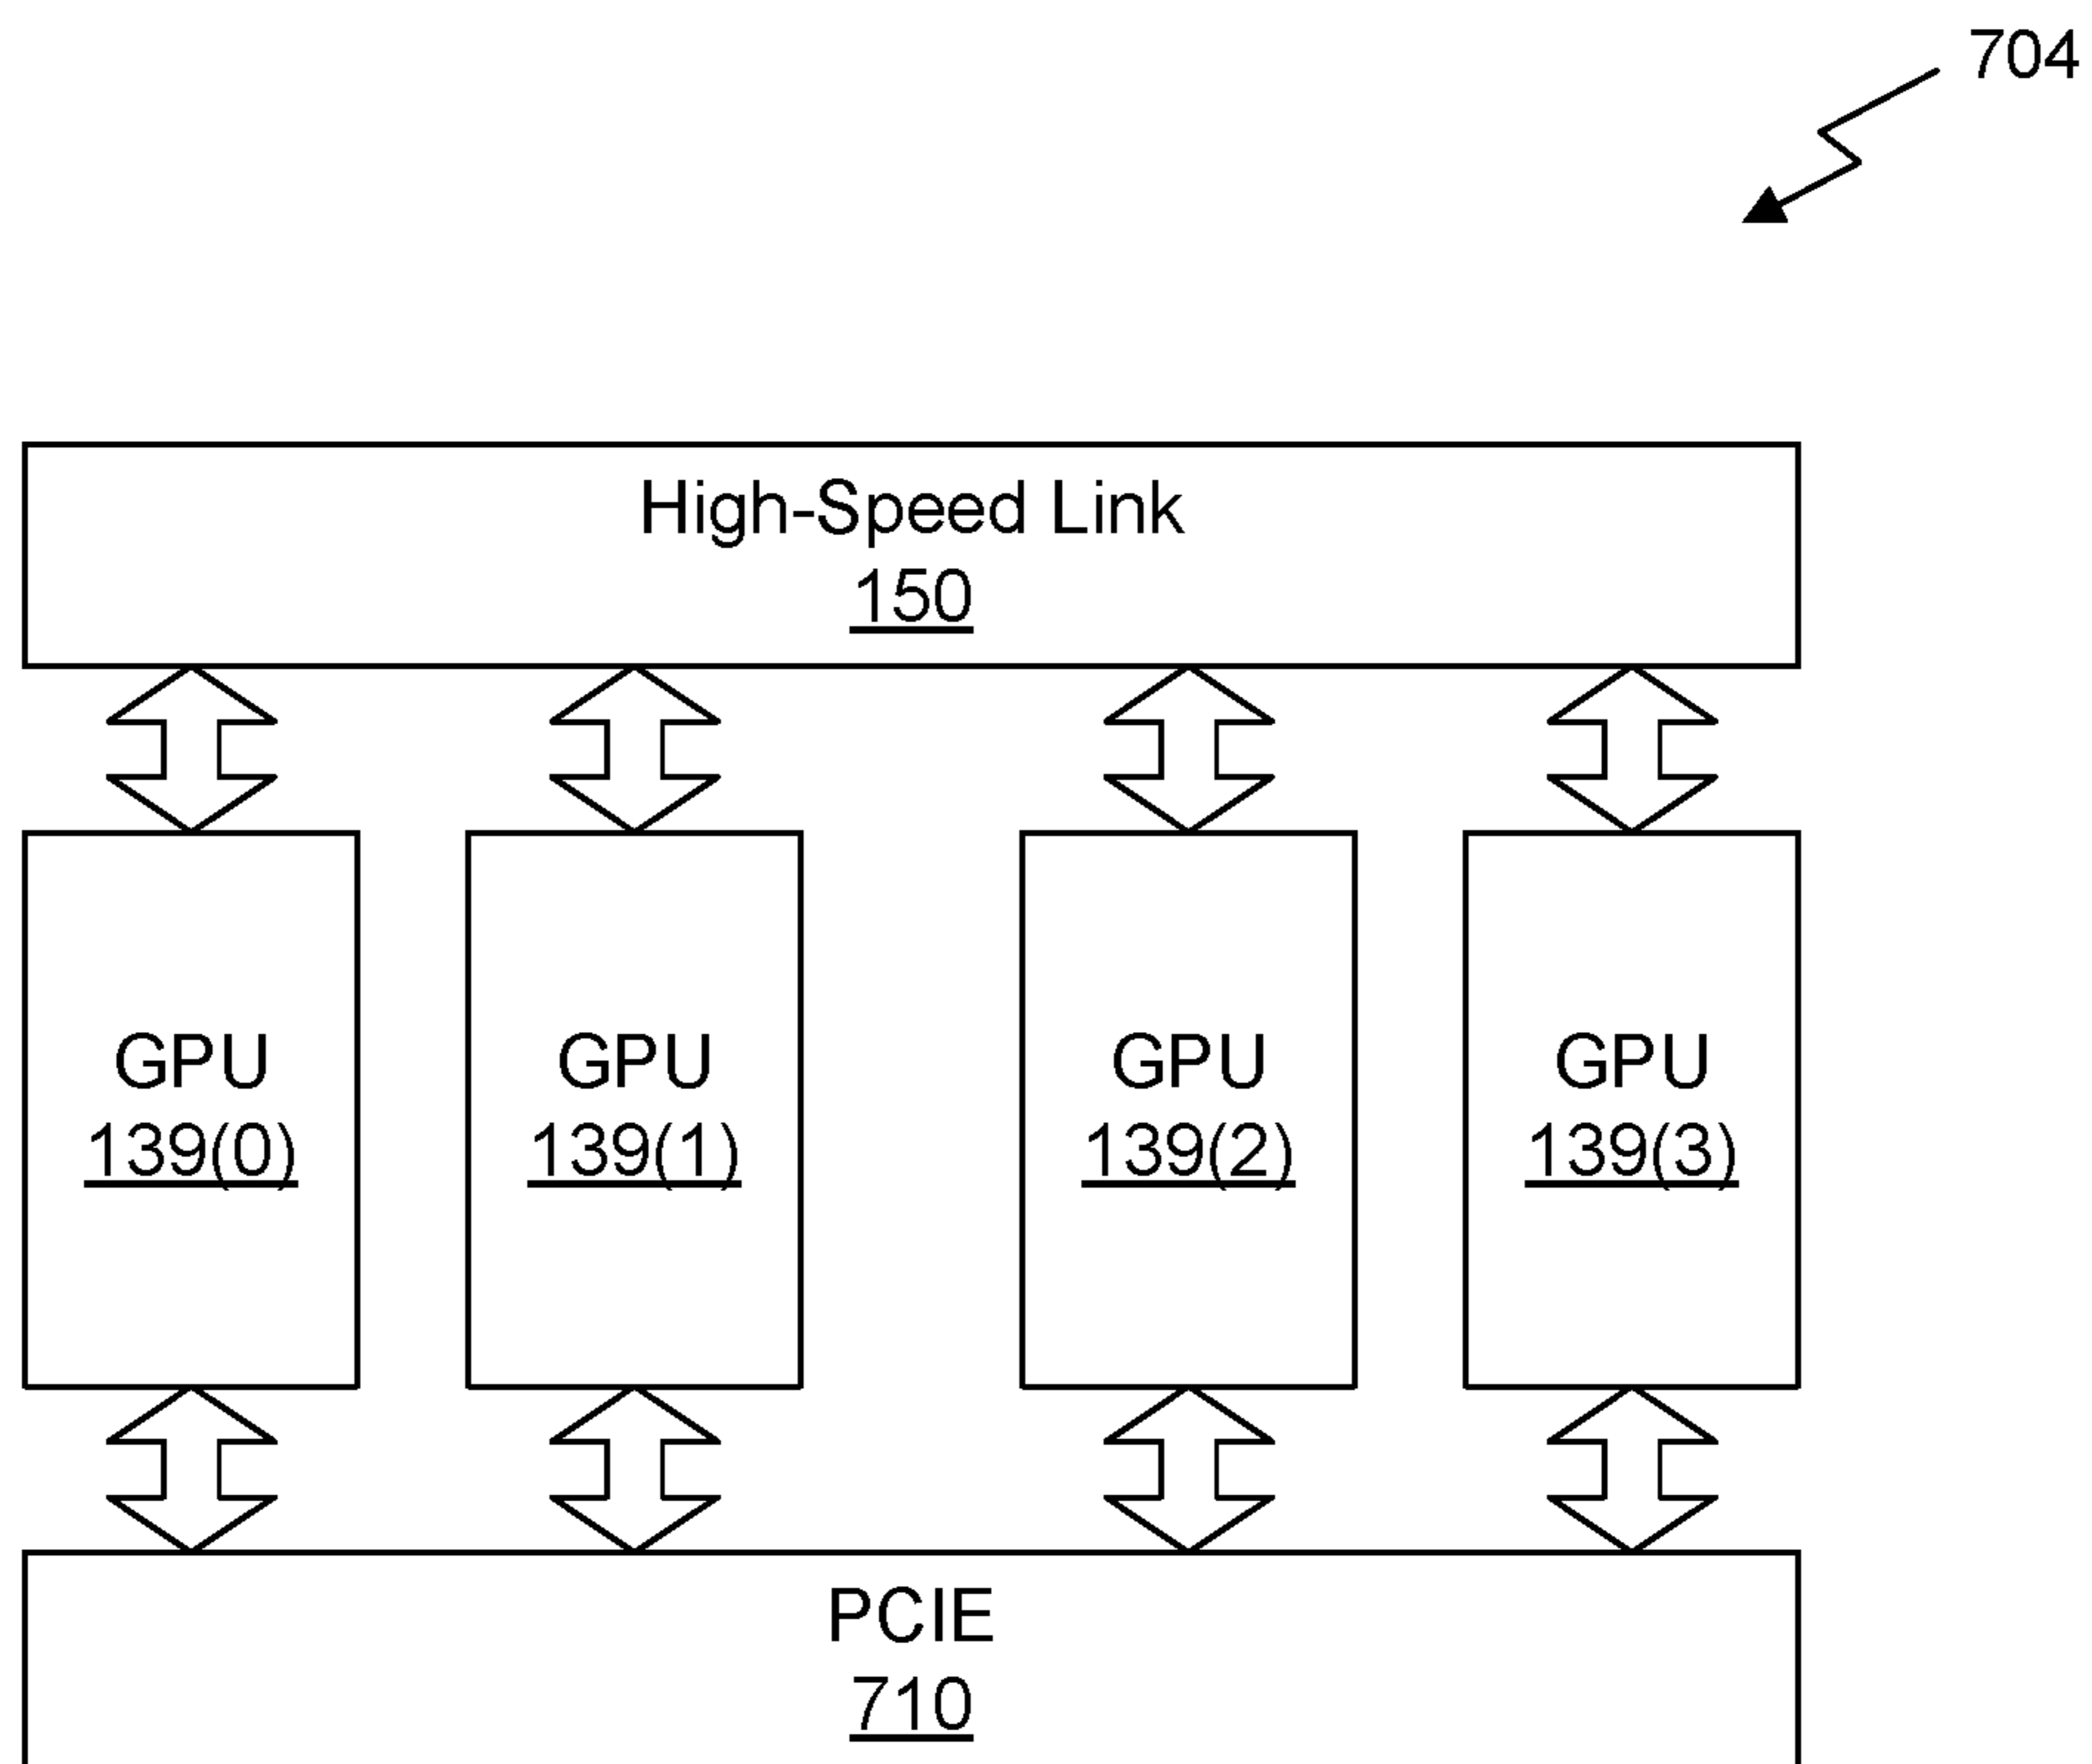 704
High-Speed Link
150
GPU
139(0)
GPU
139(1)
GPU
139(2)
GPU
139(3)
PCIE
710